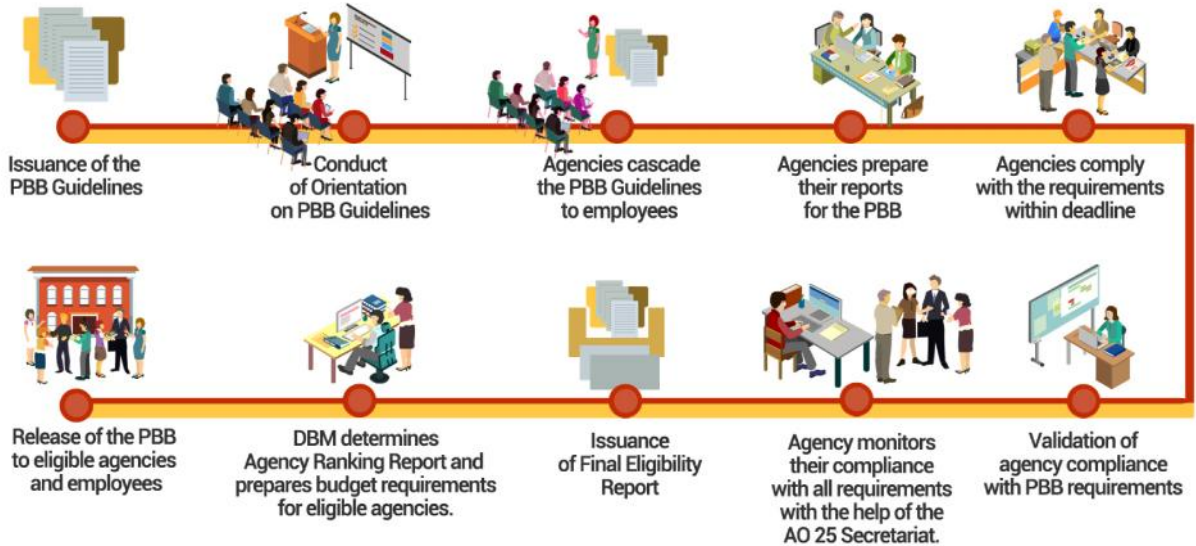 Issuance of the
PBB Guidelines
Conduct
of Orientation
on PBB Guidelines
Agencies cascade
the PBB Guidelines
to employees
Agencies prepare
their reports
for the PBB
Agencies comply
with the requirements
within deadline
Release of the PBB
to eligible agencies
and employees
DBM determines
Agency Ranking Report and
prepares budget requirements
for eligible agencies.
Issuance
of Final Eligibility
Report
Agency monitors
their compliance
with all requirements
with the help of the
AO 25 Secretariat.
Validation of
agency compliance
with PBB requirements